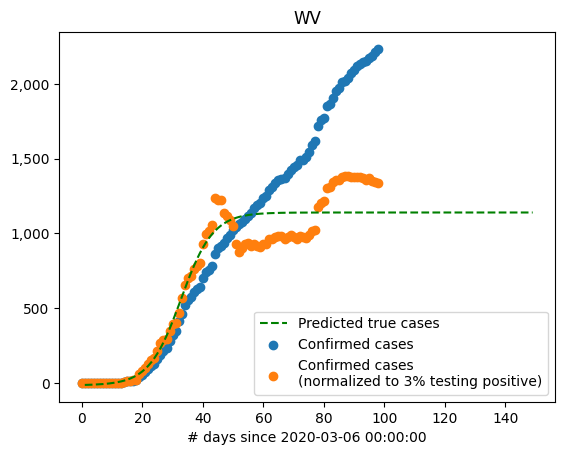 WV
2,000
1,500
1,000
500
0
Predicted true cases
Confirmed cases
Confirmed cases
(normalized to 3% testing positive)
0 20 40 60 80 100 120 140
# days since 2020-03-06 00:00:00